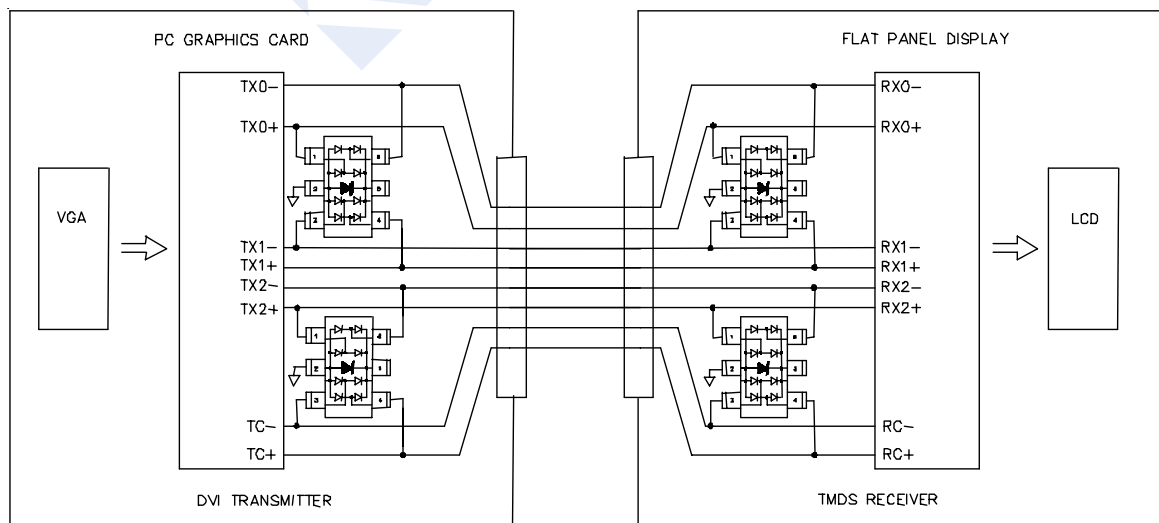 PC GRAPHICS CARD
FLAT PANEL DISPLAY
TX0-
TX0+
TX1-
TX1+
TX2-
TX2+
TC-
TC+
RX0-
RX0+
RX1-
RX1+
RX2-
RX2+
RC-
RC+
VGA
LCD
DVI TRANSMITTER
TMDS RECEIVER